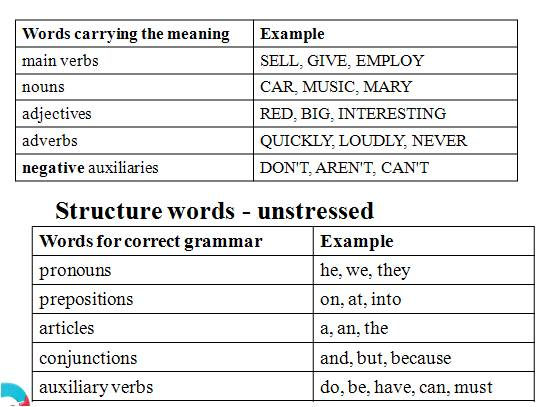 Words carrying the meaning Example
main verbs SELL, GIVE, EMPLOY
nouns CAR, MUSIC, MARY
adjectives RED, BIG, INTERESTING
adverbs QUICKLY, LOUDLY, NEVER
negative auxiliaries DON'T, AREN'T, CAN'T
Structure words - unstressed
Words for correct grammar Example
pronouns he, we, they
prepositions on, at, into
articles a, an, the
conjunctions and, but, because
auxiliary verbs do, be, have, can, must